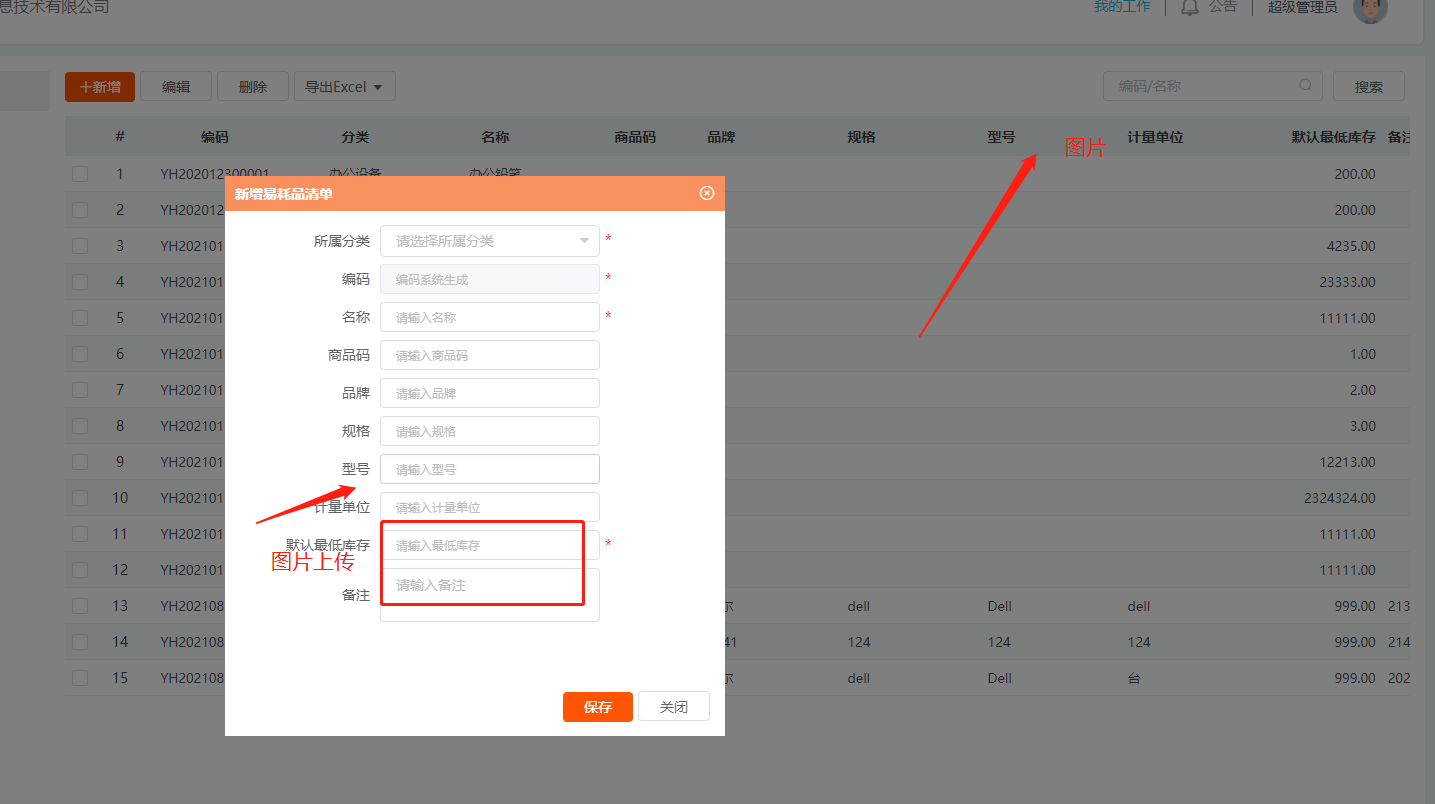 息技术有限公司
我的工作 公告 超级管理员
新增 编辑 删除 导出Excel 编码/名称 搜索
# 编码 分类 名称 商品码 品牌 规格 型号 图片 计量单位 默认最低库存 备注
1 YH202012300001 办公设备 办公铅笔 200.00
新增易耗品清单
2 YH202012 200.00
所属分类 请选择所属分类 *
3 YH202101 4235.00
编码 编码系统生成 *
4 YH202101 23333.00
名称 请输入名称 *
5 YH202101 11111.00
商品码 请输入商品码
6 YH202101 1.00
品牌 请输入品牌
7 YH202101 2.00
规格 请输入规格
8 YH202101 3.00
型号 请输入型号
9 YH202101 12213.00
10 YH202101 2324324.00
计量单位 请输入计量单位
11 YH202101 11111.00
默认最低库存 请输入最低库存 *
图片上传
12 YH202101 11111.00
备注 请输入备注
13 YH202108 尔 dell Dell dell 999.00 213
14 YH202108 41 124 124 124 999.00 214
15 YH202108 尔 dell Dell 台 999.00 202
保存 关闭